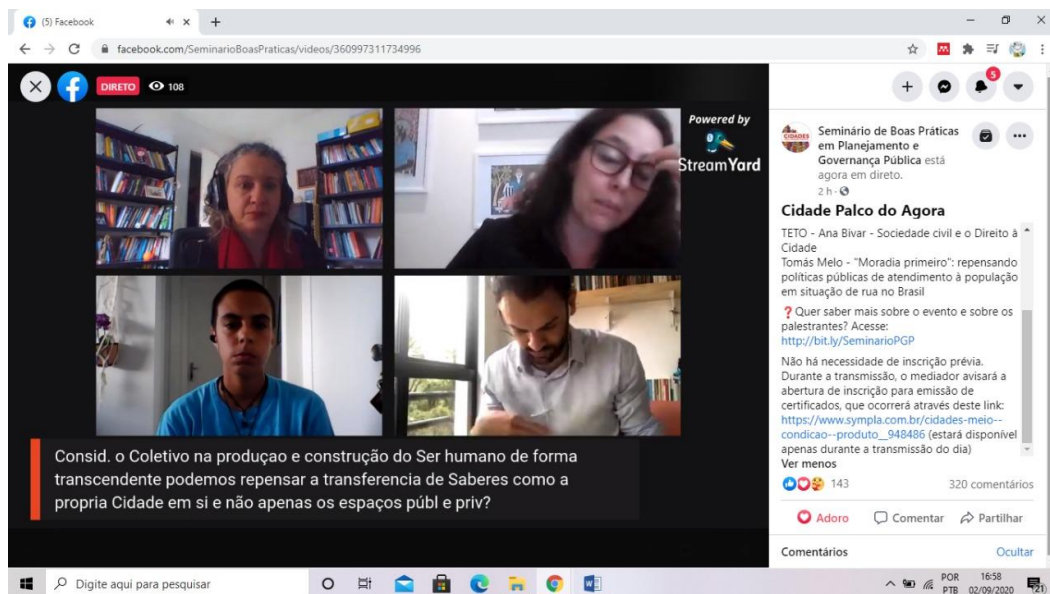 (5) Facebook
facebook.com/SeminarioBoasPraticas/videos/360997311734996
DIRETO 108
Powered by
StreamYard
Consid. o Coletivo na produçao e construção do Ser humano de forma
transcendente podemos repensar a transferencia de Saberes como a
propria Cidade em si e não apenas os espaços públ e priv?
5
CIDADES
Seminário de Boas Práticas
em Planejamento e
Governança Pública está
agora em direto.
2 h
Cidade Palco do Agora
TETO - Ana Bivar - Sociedade civil e o Direito à
Cidade
Tomás Melo - "Moradia primeiro": repensando
políticas públicas de atendimento à população
em situação de rua no Brasil
❓Quer saber mais sobre o evento e sobre os
palestrantes? Acesse:
http://bit.ly/SeminarioPGP
Não há necessidade de inscrição prévia.
Durante a transmissão, o mediador avisará a
abertura de inscrição para emissão de
certificados, que ocorrerá através deste link:
https://www.sympla.com.br/cidades-meio--
condicao--produto__948486 (estará disponível
apenas durante a transmissão do dia)
Ver menos
143 320 comentários
Adoro Comentar Partilhar
Comentários Ocultar
Digite aqui para pesquisar
POR 16:58
PTB 02/09/2020
21